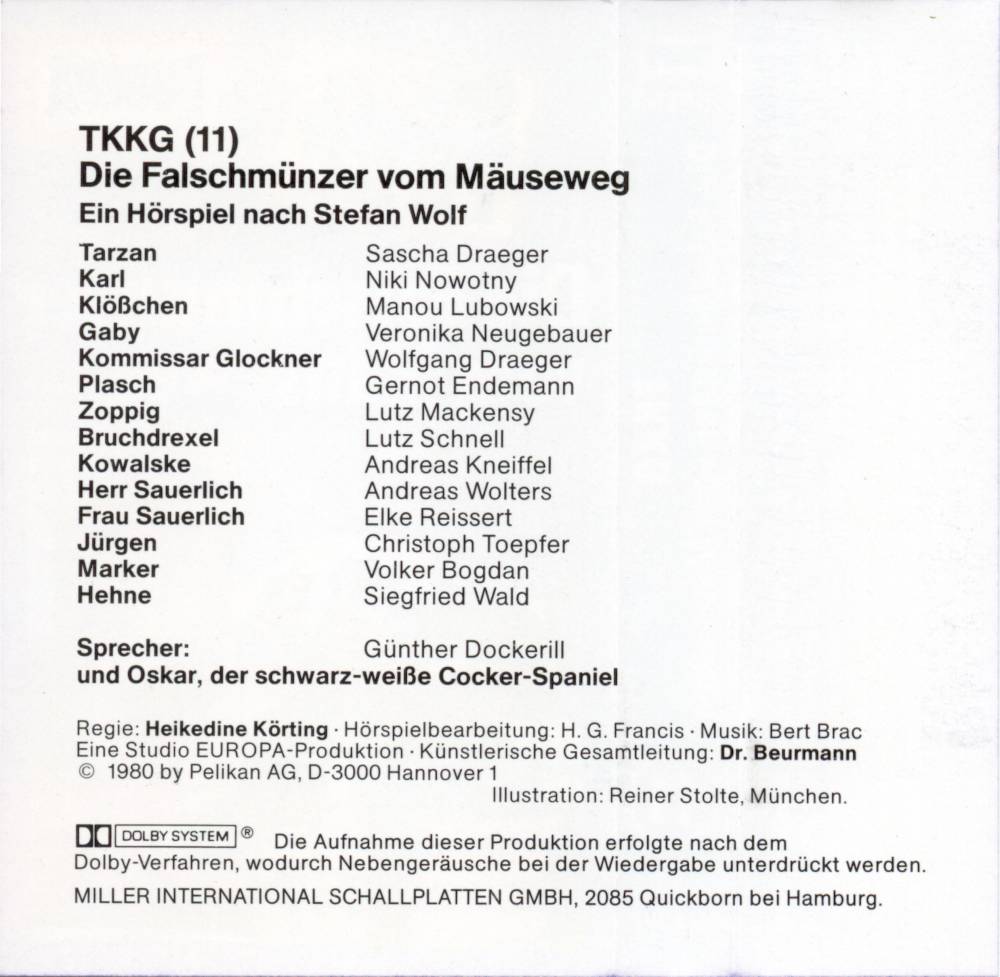 TKKG (11)
Die Falschmünzer vom Mäuseweg
Ein Hörspiel nach Stefan Wolf
Tarzan Sascha Draeger
Karl Niki Nowotny
Klößchen Manou Lubowski
Gaby Veronika Neugebauer
Kommissar Glockner Wolfgang Draeger
Plasch Gernot Endemann
Zoppig Lutz Mackensy
Bruchdrexel Lutz Schnell
Kowalske Andreas Kneiffel
Herr Sauerlich Andreas Wolters
Frau Sauerlich Elke Reissert
Jürgen Christoph Toepfer
Marker Volker Bogdan
Hehne Siegfried Wald
Sprecher: Günther Dockerill
und Oskar, der schwarz-weiße Cocker-Spaniel
Regie: Heikedine Körting · Hörspielbearbeitung: H. G. Francis · Musik: Bert Brac
Eine Studio EUROPA-Produktion · Künstlerische Gesamtleitung: Dr. Beurmann
© 1980 by Pelikan AG, D-3000 Hannover 1
Illustration: Reiner Stolte, München.
DOLBY SYSTEM ® Die Aufnahme dieser Produktion erfolgte nach dem
Dolby-Verfahren, wodurch Nebengeräusche bei der Wiedergabe unterdrückt werden.
MILLER INTERNATIONAL SCHALLPLATTEN GMBH, 2085 Quickborn bei Hamburg.